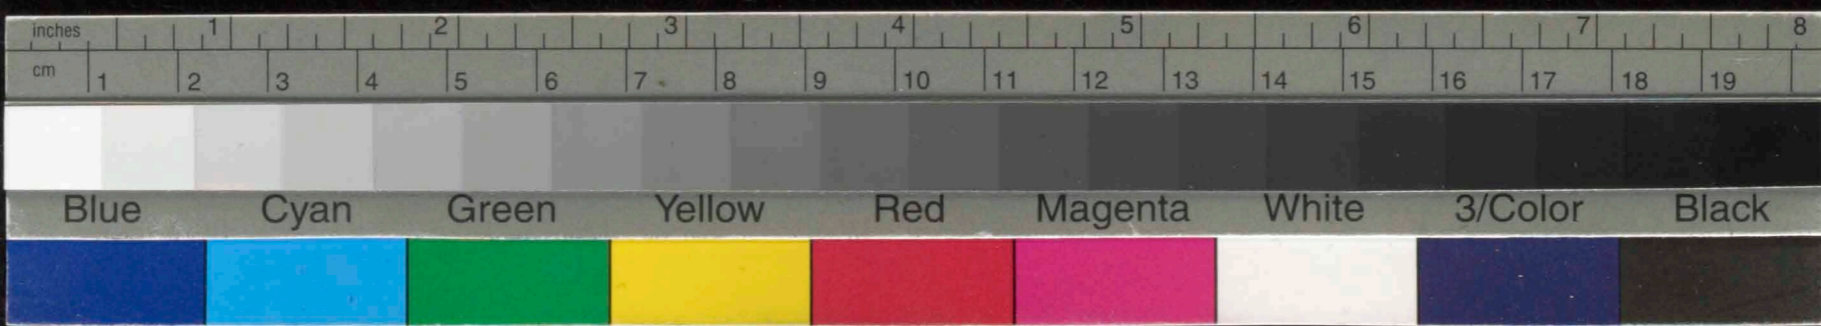 inches 1 2 3 4 5 6 7 8
cm 1 2 3 4 5 6 7 8 9 10 11 12 13 14 15 16 17 18 19
Blue Cyan Green Yellow Red Magenta White 3/Color Black